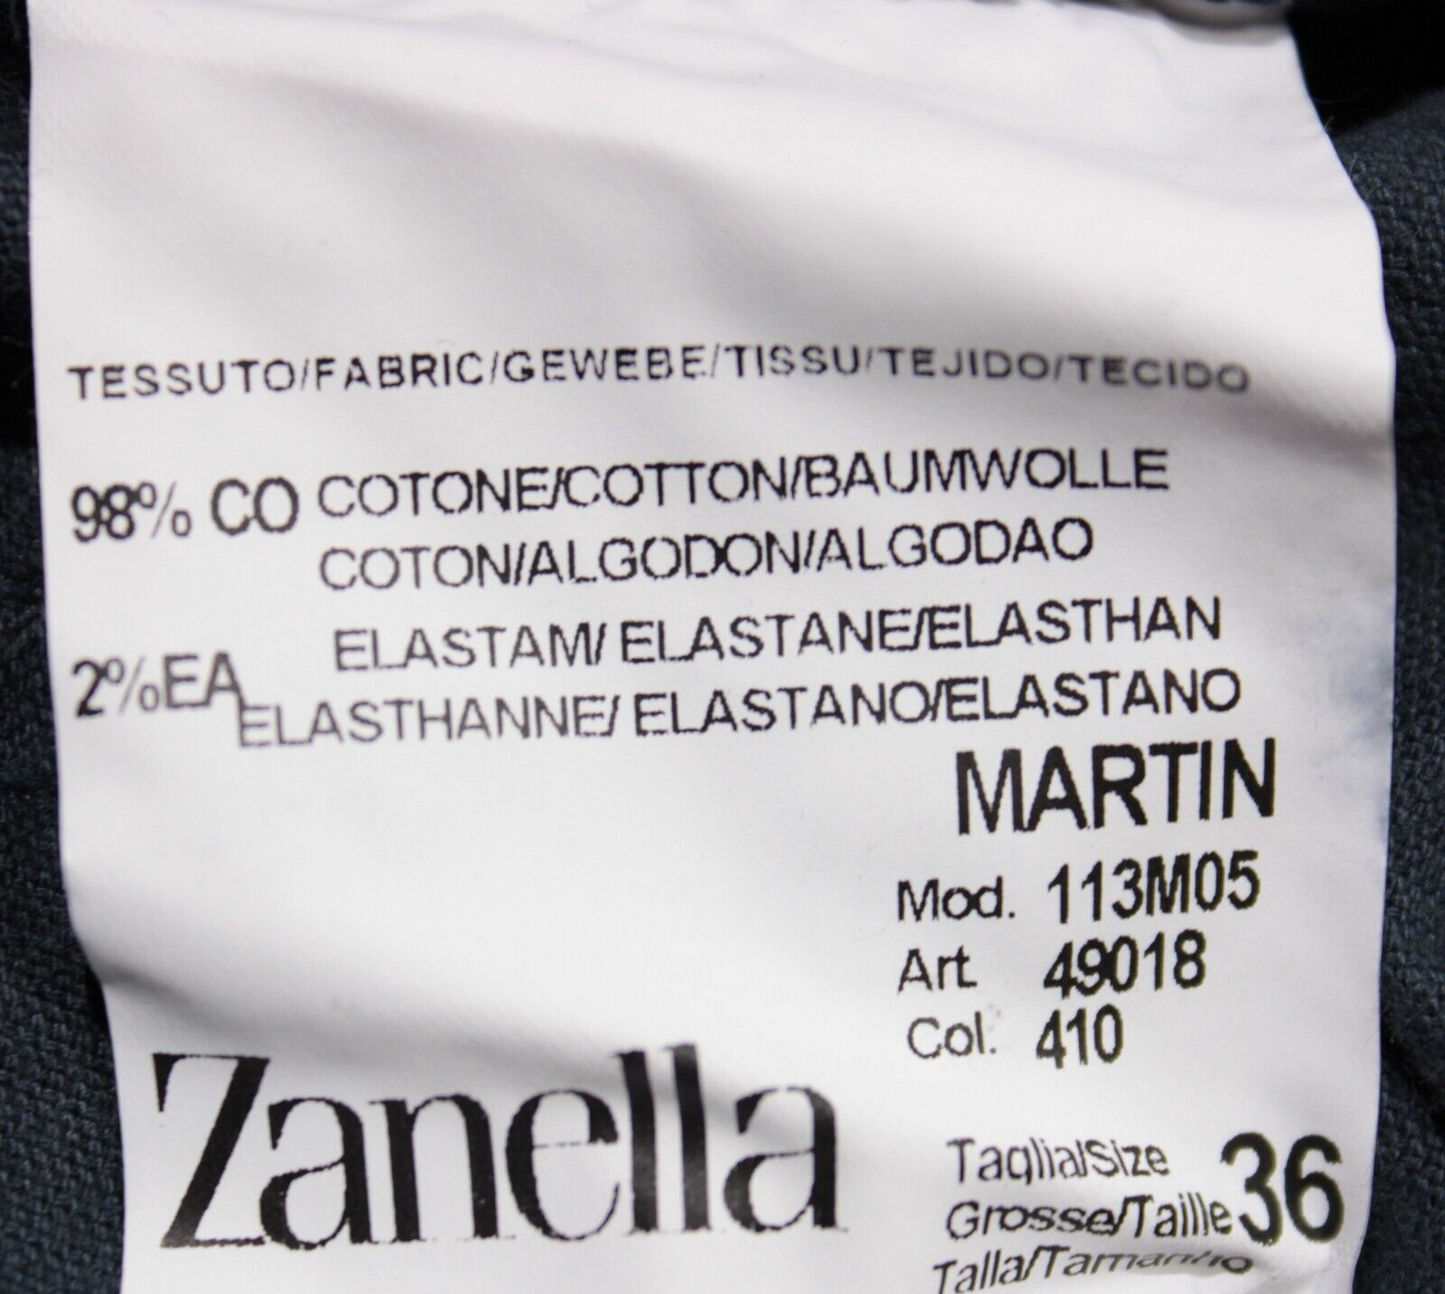 TESSUTO/FABRIC/GEWEBE/TISSU/TEJIDO/TECIDO
98% CO COTONE/COTTON/BAUMWOLLE
COTON/ALGODON/ALGODAO
2%EA ELASTAM/ ELASTANE/ELASTHAN
ELASTHANNE/ ELASTANO/ELASTANO
MARTIN
Mod. 113M05
Art. 49018
Col. 410
Zanella
Taglia/Size
Grosse/Taille 36
Talla/Tamanho